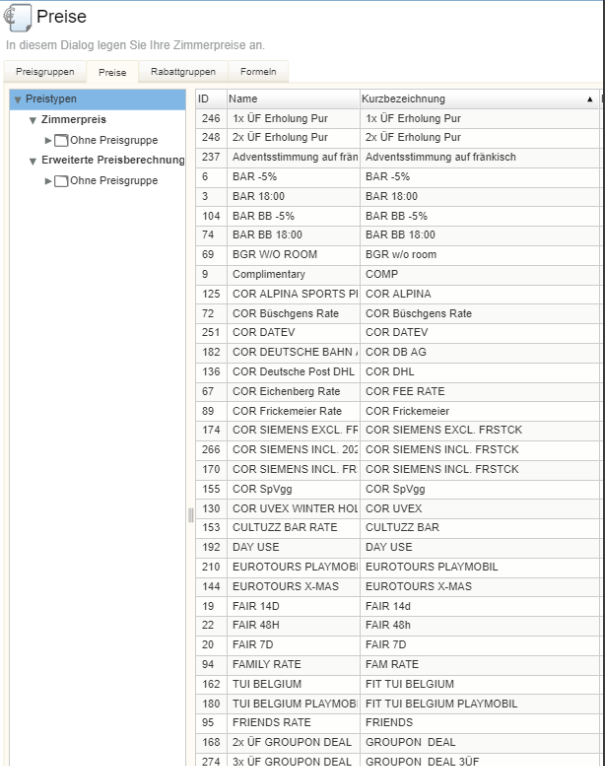 Preise
In diesem Dialog legen Sie Ihre Zimmerpreise an.
Preisgruppen Preise Rabattgruppen Formeln
Preistypen
Zimmerpreis
Ohne Preisgruppe
Erweiterte Preisberechnung
Ohne Preisgruppe
ID Name Kurzbezeichnung
246 1x ÜF Erholung Pur 1x ÜF Erholung Pur
248 2x ÜF Erholung Pur 2x ÜF Erholung Pur
237 Adventsstimmung auf frän Adventsstimmung auf fränkisch
6 BAR -5% BAR -5%
3 BAR 18:00 BAR 18:00
104 BAR BB -5% BAR BB -5%
74 BAR BB 18:00 BAR BB 18:00
69 BGR W/O ROOM BGR w/o room
9 Complimentary COMP
125 COR ALPINA SPORTS COR ALPINA
72 COR Büschgens Rate COR Büschgens Rate
251 COR DATEV COR DATEV
182 COR DEUTSCHE BAHN COR DB AG
136 COR Deutsche Post DHL COR DHL
67 COR Eichenberg Rate COR FEE RATE
89 COR Frickemeier Rate COR Frickemeier
174 COR SIEMENS EXCL. FR COR SIEMENS EXCL. FRSTCK
266 COR SIEMENS INCL. 202 COR SIEMENS INCL. FRSTCK
170 COR SIEMENS INCL. FR COR SIEMENS INCL. FRSTCK
155 COR SpVgg COR SpVgg
130 COR UVEX WINTER HOL COR UVEX
153 CULTUZZ BAR RATE CULTUZZ BAR
192 DAY USE DAY USE
210 EUROTOURS PLAYMOBI EUROTOURS PLAYMOBIL
144 EUROTOURS X-MAS EUROTOURS X-MAS
19 FAIR 14D FAIR 14d
22 FAIR 48H FAIR 48h
20 FAIR 7D FAIR 7D
94 FAMILY RATE FAM RATE
162 TUI BELGIUM FIT TUI BELGIUM
180 TUI BELGIUM PLAYMOB FIT TUI BELGIUM PLAYMOBIL
95 FRIENDS RATE FRIENDS
168 2x ÜF GROUPON DEAL GROUPON DEAL
274 3x ÜF GROUPON DEAL GROUPON DEAL 3ÜF